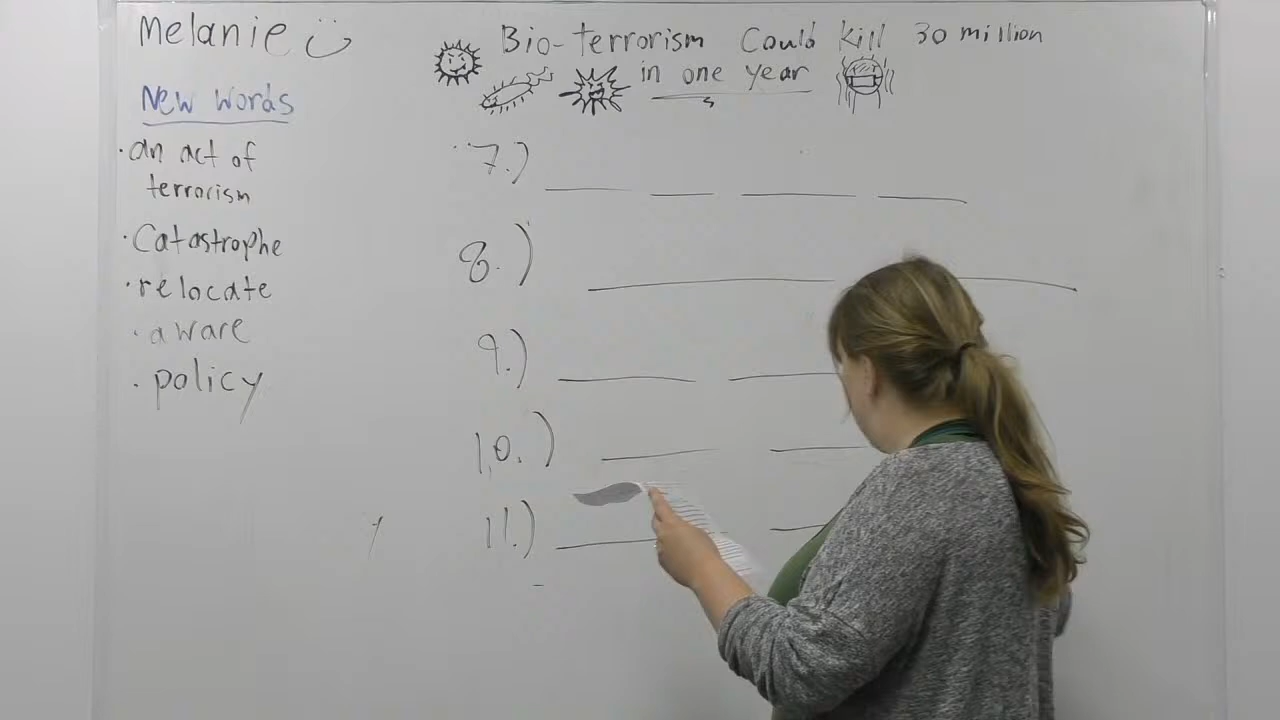 Melanie
Bio-terrorism Could kill 30 million
in one year
New words
• an act of
terrorism
• Catastrophe
• relocate
• aware
• policy
7.)
8.)
9.)
10.)
11.)